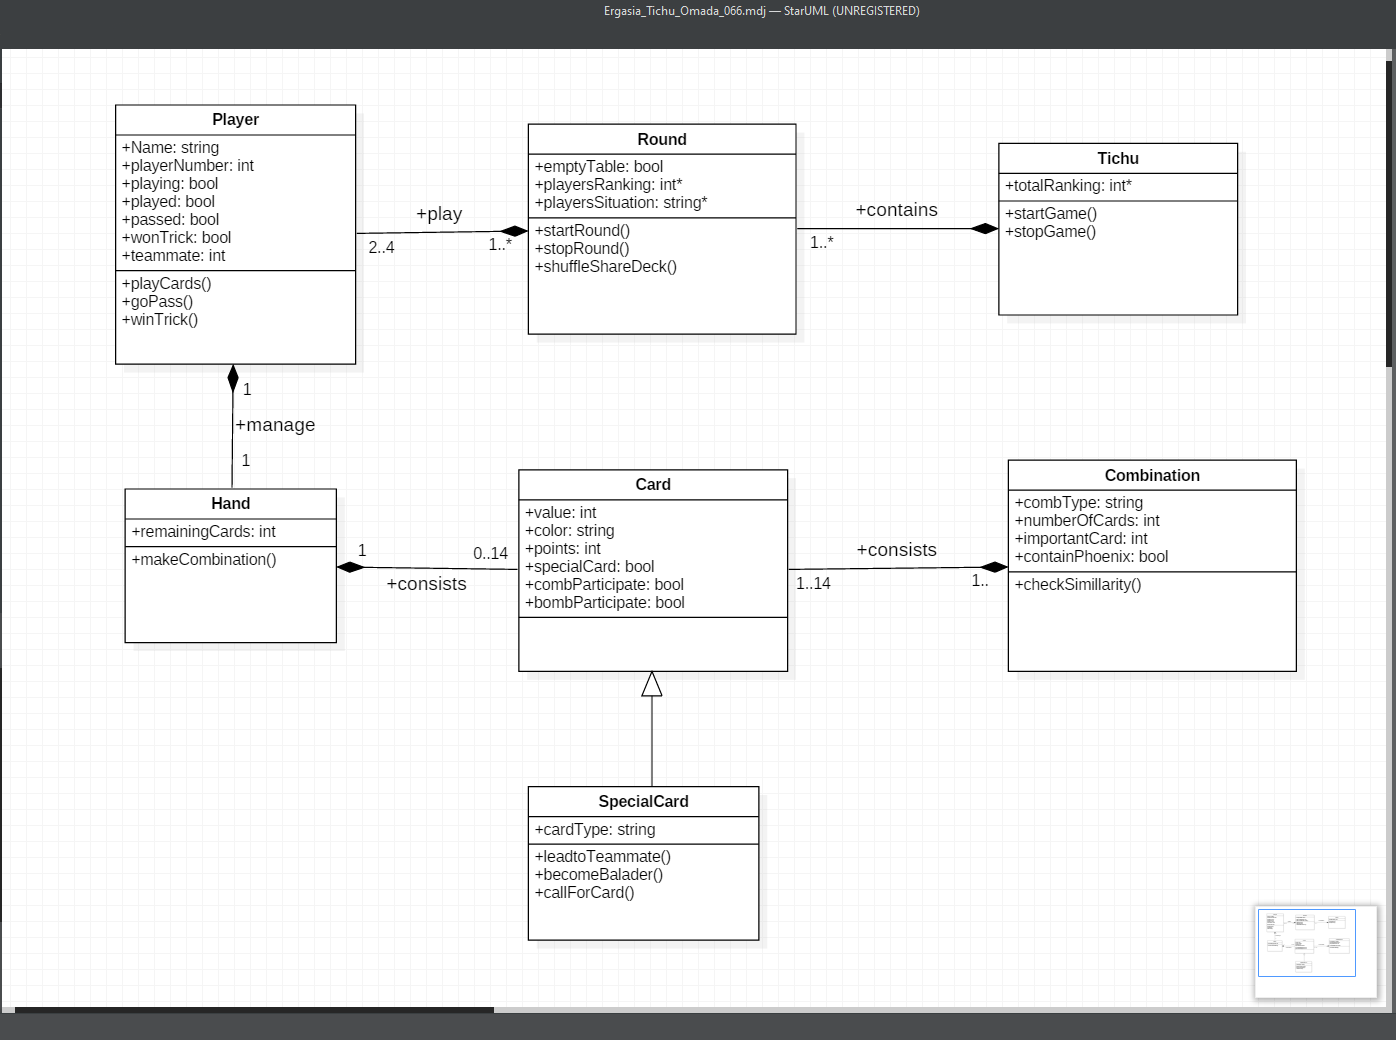 Ergasia_Tichu_Omada_066.mdj — StarUML (UNREGISTERED)
Player
+Name: string
+playerNumber: int
+playing: bool
+played: bool
+passed: bool
+wonTrick: bool
+teammate: int
+playCards()
+goPass()
+winTrick()
+play
2..4
1..*
Round
+emptyTable: bool
+playersRanking: int*
+playersSituation: string*
+startRound()
+stopRound()
+shuffleShareDeck()
+contains
1..*
Tichu
+totalRanking: int*
+startGame()
+stopGame()
1
+manage
1
Hand
+remainingCards: int
+makeCombination()
1
0..14
+consists
Card
+value: int
+color: string
+points: int
+specialCard: bool
+combParticipate: bool
+bombParticipate: bool
+consists
1..14
1..
Combination
+combType: string
+numberOfCards: int
+importantCard: int
+containPhoenix: bool
+checkSimillarity()
SpecialCard
+cardType: string
+leadtoTeammate()
+becomeBalader()
+callForCard()